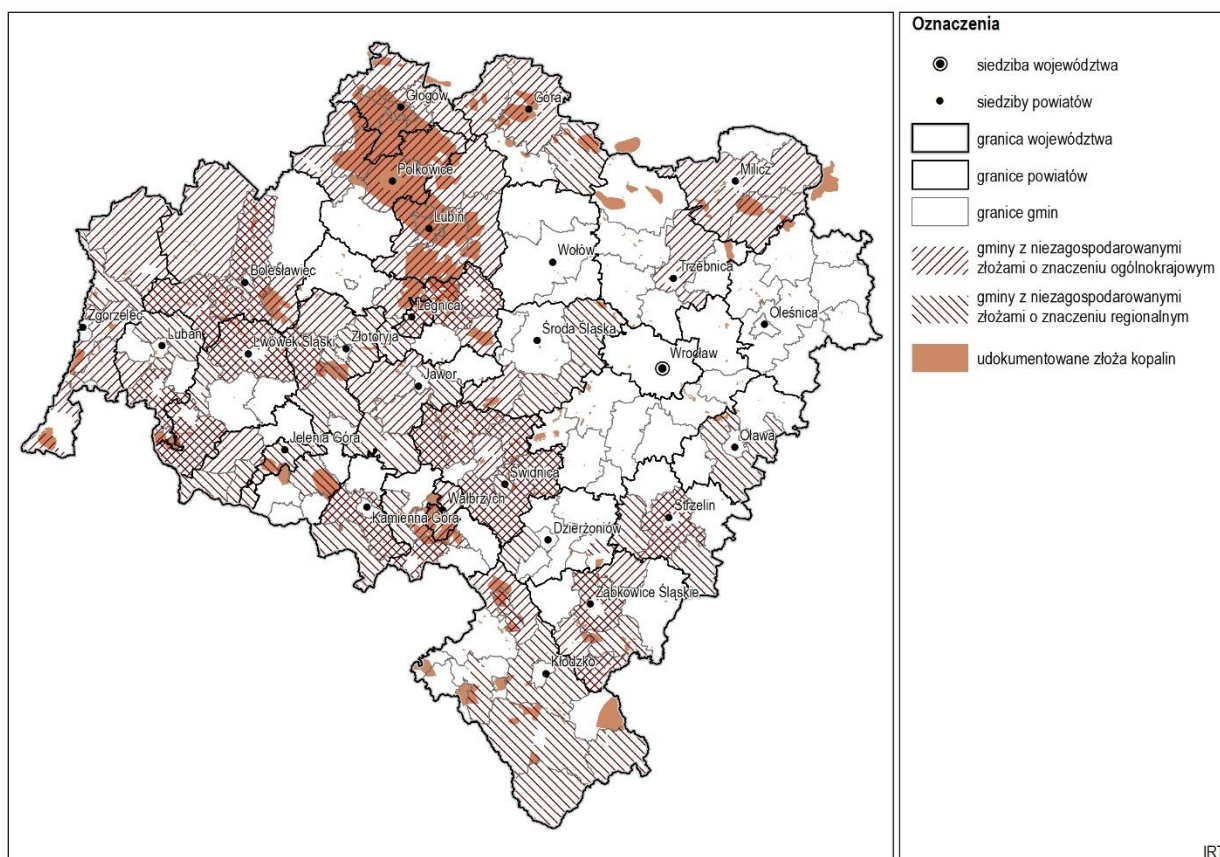 Głogów
Góra
Polkowice
Milicz
Lubin
Wołów
Trzebnica
Bolesławiec
Legnica
Oleśnica
Zgorzelec
Lubań
Złotoryja
Środa Śląska
Lwówek Śląski
Wrocław
Jawor
Jelenia Góra
Oława
Świdnica
Wałbrzych
Kamienna Góra
Strzelin
Dzierżoniów
Ząbkowice Śląskie
Kłodzko
Oznaczenia
siedziba województwa
siedziby powiatów
granica województwa
granice powiatów
granice gmin
gminy z niezagospodarowanymi
złożami o znaczeniu ogólnokrajowym
gminy z niezagospodarowanymi
złożami o znaczeniu regionalnym
udokumentowane złoża kopalin
IRT